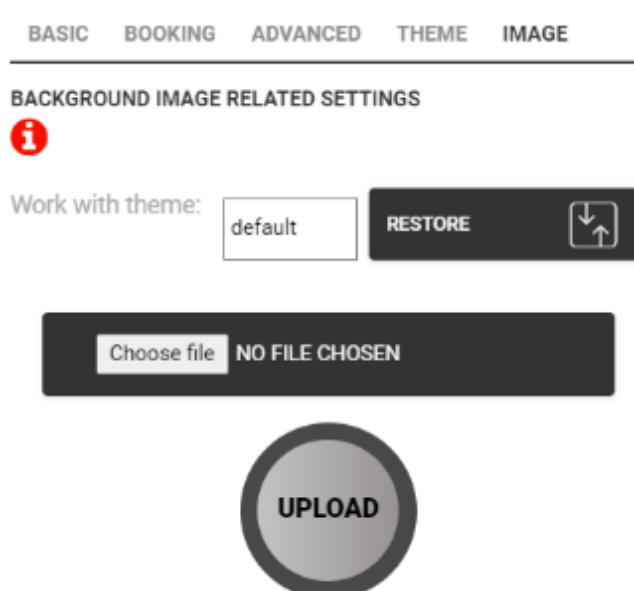 BASIC BOOKING ADVANCED THEME IMAGE
BACKGROUND IMAGE RELATED SETTINGS
i
Work with theme: default RESTORE
Choose file NO FILE CHOSEN
UPLOAD